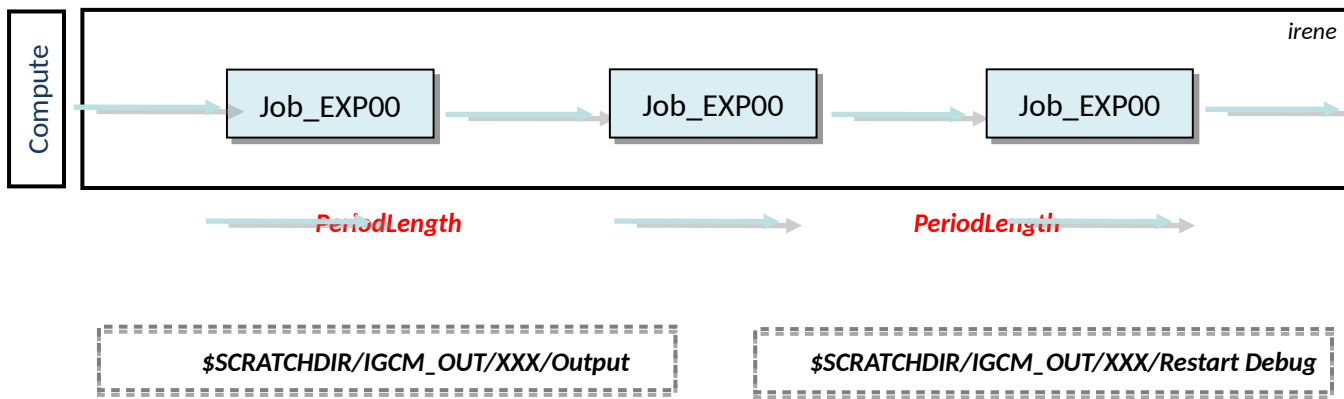 Compute
irene
Job_EXP00
Job_EXP00
Job_EXP00
PeriodLength
PeriodLength
$SCRATCHDIR/IGCM_OUT/XXX/Output
$SCRATCHDIR/IGCM_OUT/XXX/Restart Debug